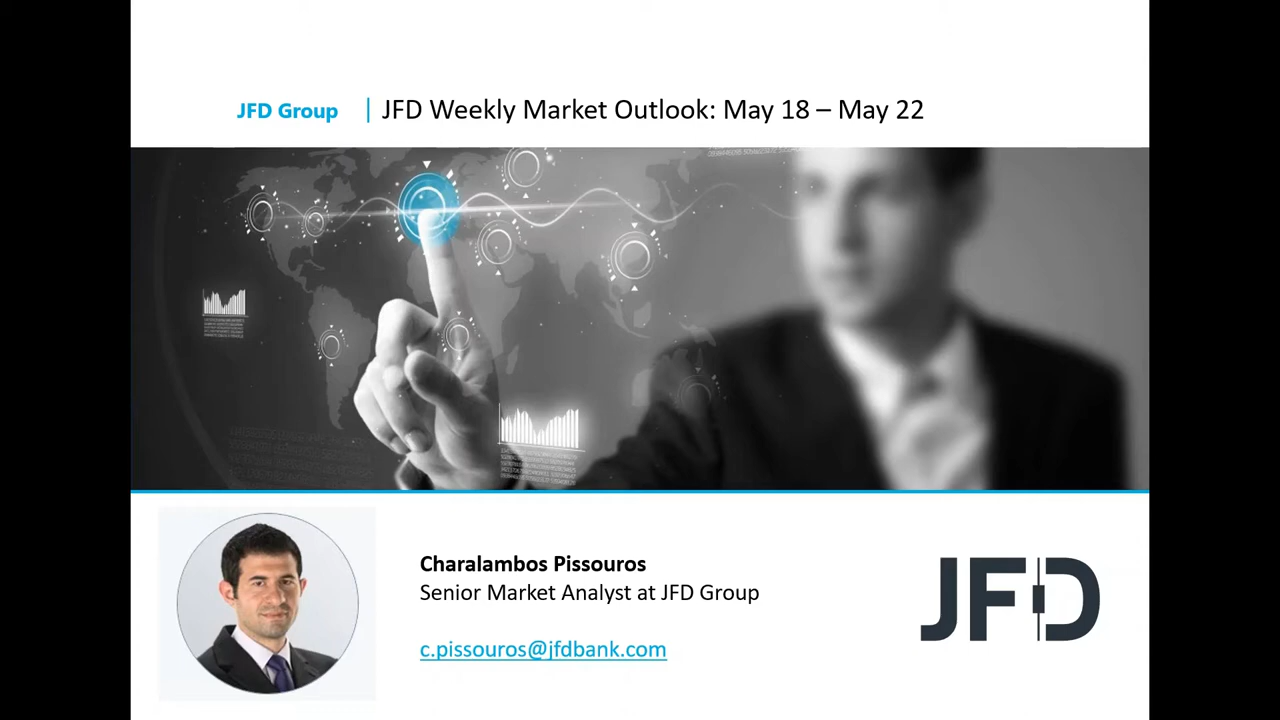 JFD Group | JFD Weekly Market Outlook: May 18 – May 22
Charalambos Pissouros
Senior Market Analyst at JFD Group
c.pissouros@jfdbank.com
JFD